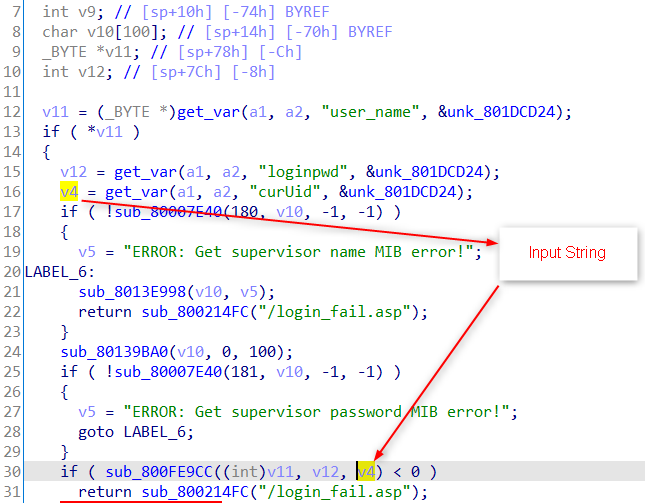 7 int v9; // [sp+10h] [-74h] BYREF
8 char v10[100]; // [sp+14h] [-70h] BYREF
9 _BYTE *v11; // [sp+78h] [-Ch]
10 int v12; // [sp+7Ch] [-8h]
11
12 v11 = (_BYTE *)get_var(a1, a2, "user_name", &unk_801DCD24);
13 if ( *v11 )
14 {
15 v12 = get_var(a1, a2, "loginpwd", &unk_801DCD24);
16 v4 = get_var(a1, a2, "curUid", &unk_801DCD24);
17 if ( !sub_80007E40(180, v10, -1, -1) )
18 {
19 v5 = "ERROR: Get supervisor name MIB error!";
Input String
20 LABEL_6:
21 sub_8013E998(v10, v5);
22 return sub_800214FC("/login_fail.asp");
23 }
24 sub_80139BA0(v10, 0, 100);
25 if ( !sub_80007E40(181, v10, -1, -1) )
26 {
27 v5 = "ERROR: Get supervisor password MIB error!";
28 goto LABEL_6;
29 }
30 if ( sub_800FE9CC((int)v11, v12, v4) < 0 )
31 return sub_800214FC("/login_fail.asp");